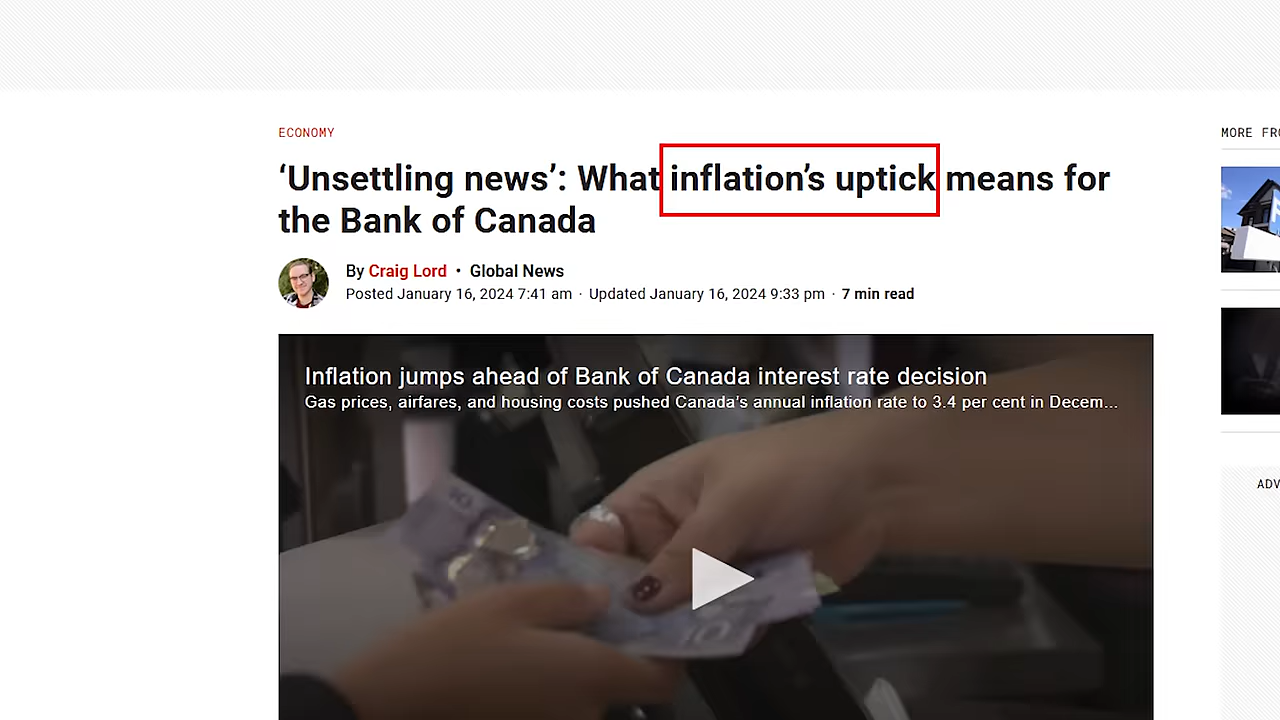 ECONOMY
MORE FRO
‘Unsettling news’: What inflation’s uptick means for
the Bank of Canada
By Craig Lord • Global News
Posted January 16, 2024 7:41 am · Updated January 16, 2024 9:33 pm · 7 min read
Inflation jumps ahead of Bank of Canada interest rate decision
Gas prices, airfares, and housing costs pushed Canada's annual inflation rate to 3.4 per cent in Decem...
ADV
10
10